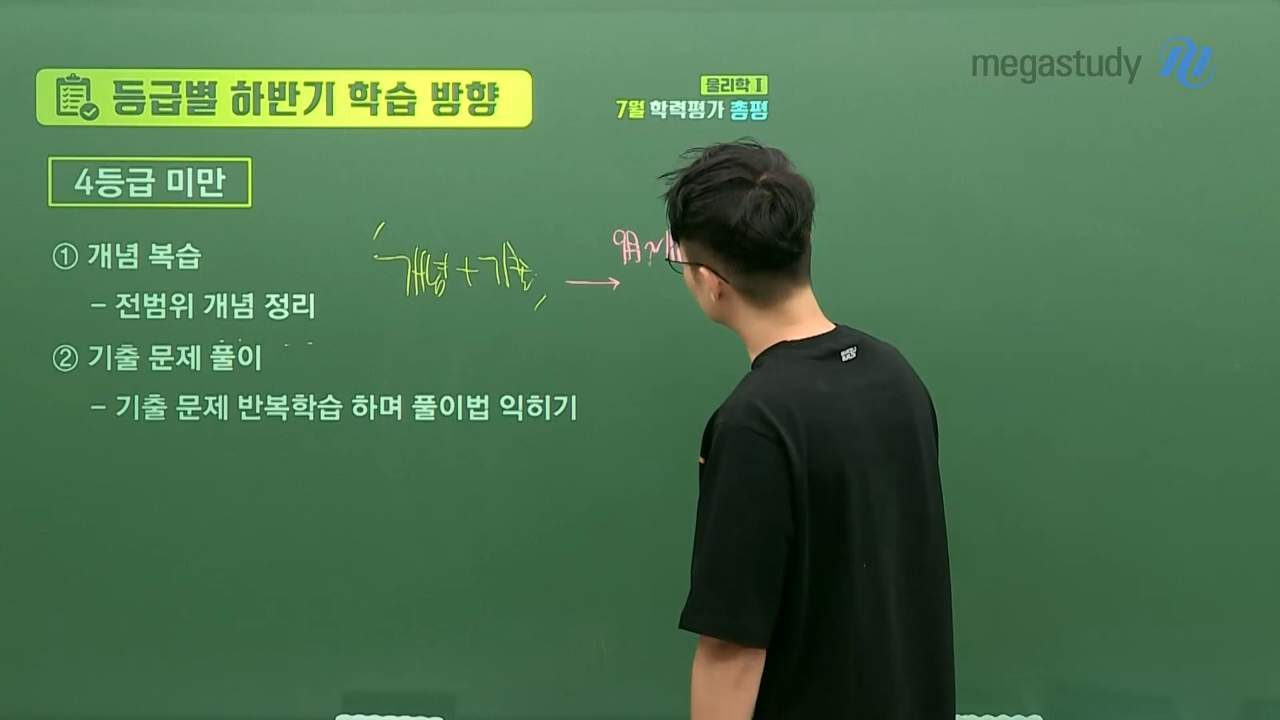 megastudy
등급별 하반기 학습 방향
물리학 I
7월 학력평가 총평
4등급 미만
① 개념 복습
- 전범위 개념 정리
② 기출 문제 풀이
- 기출 문제 반복학습 하며 풀이법 익히기
개념 + 기출 →